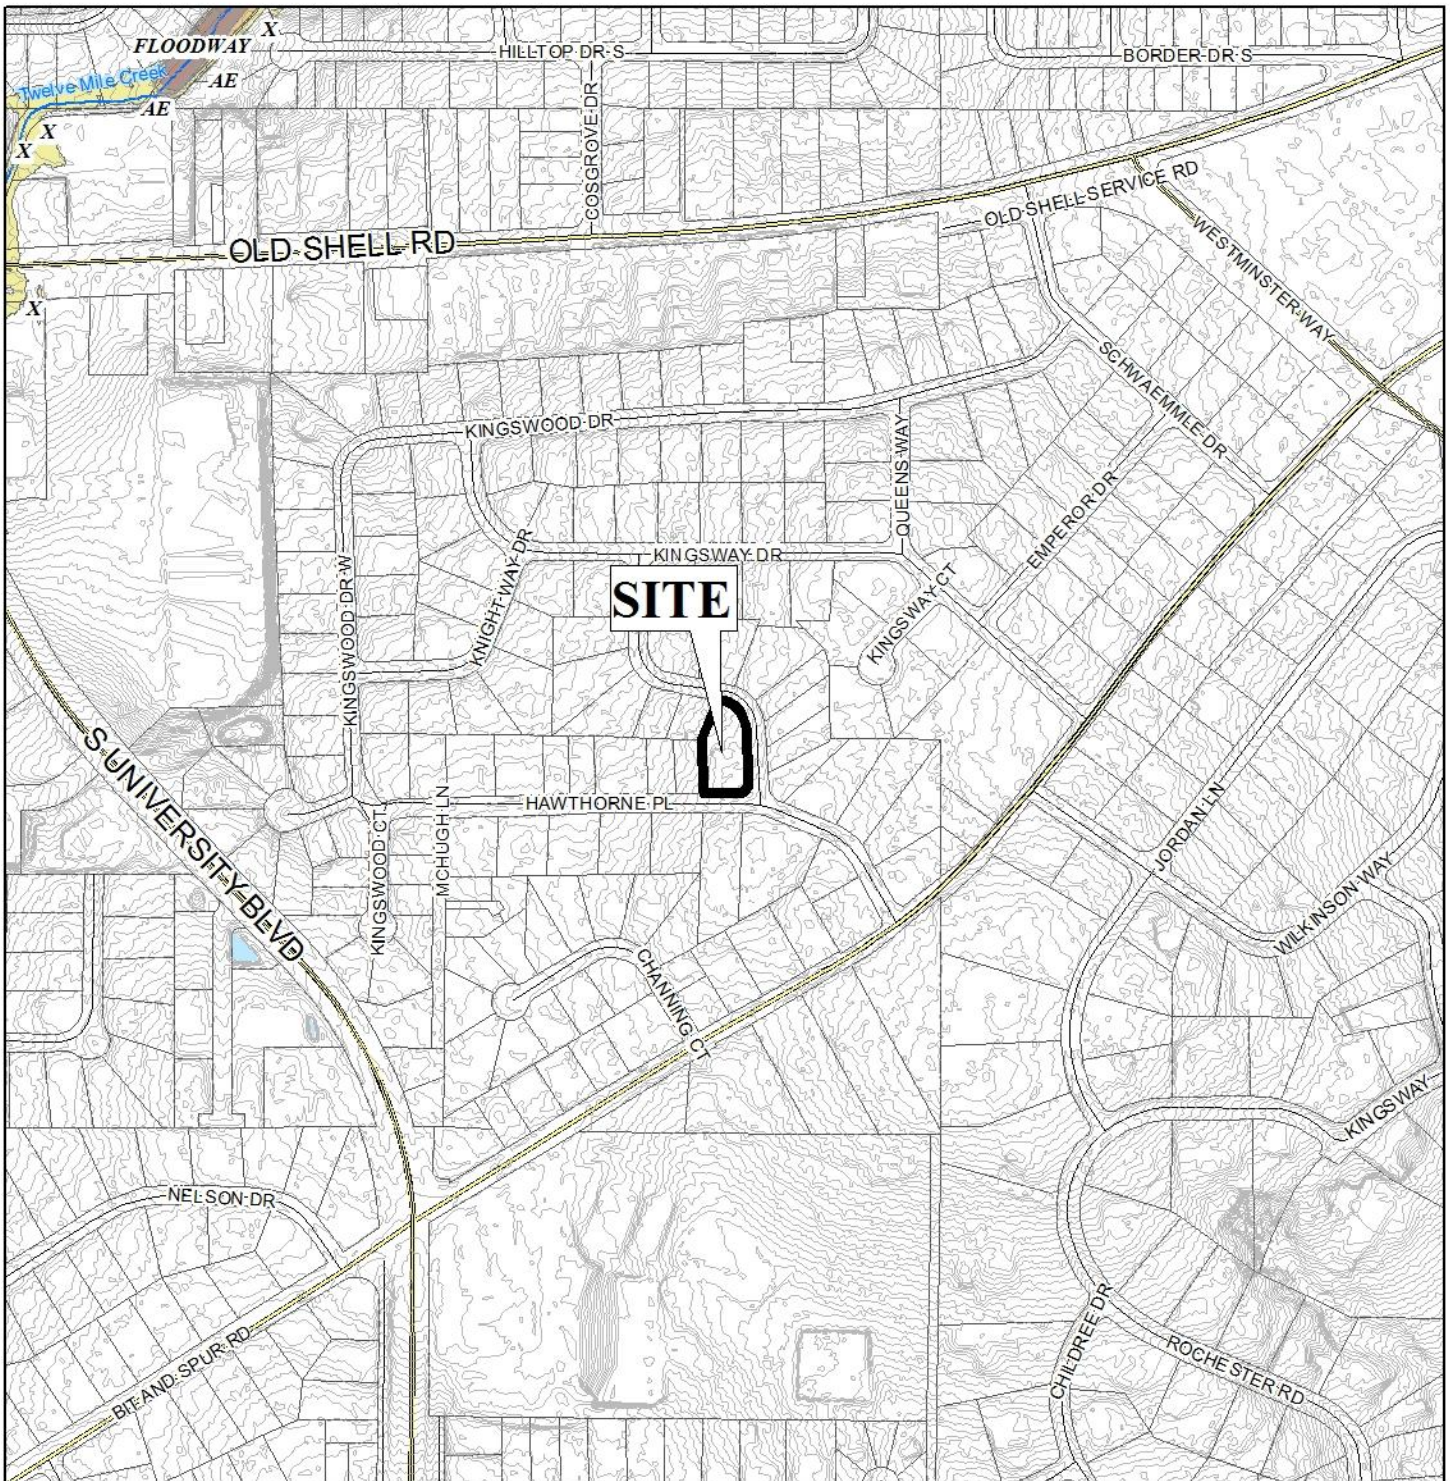 X
FLOODWAY
HILLTOP DR S
BORDER DR S
AE
Twelve Mile Creek
AE
X
X
COSGROVE DR
OLD SHELL SERVICE RD
OLD SHELL RD
WESTMINSTER WAY
X
SCHWAEMMLE DR
KINGSWOOD DR
QUEENS WAY
EMPEROR DR
KINGSWAY DR
KNIGHT WAY DR
KINGSWOOD DR W
SITE
KINGSWAY CT
S UNIVERSITY BLVD
HAWTHORNE PL
MCHUGH LN
KINGSWOOD CT
JORDAN LN
WILKINSON WAY
CHANNING CT
KINGSWAY
NELSON DR
BIT AND SPUR RD
CHILDREE DR
ROCHESTER RD